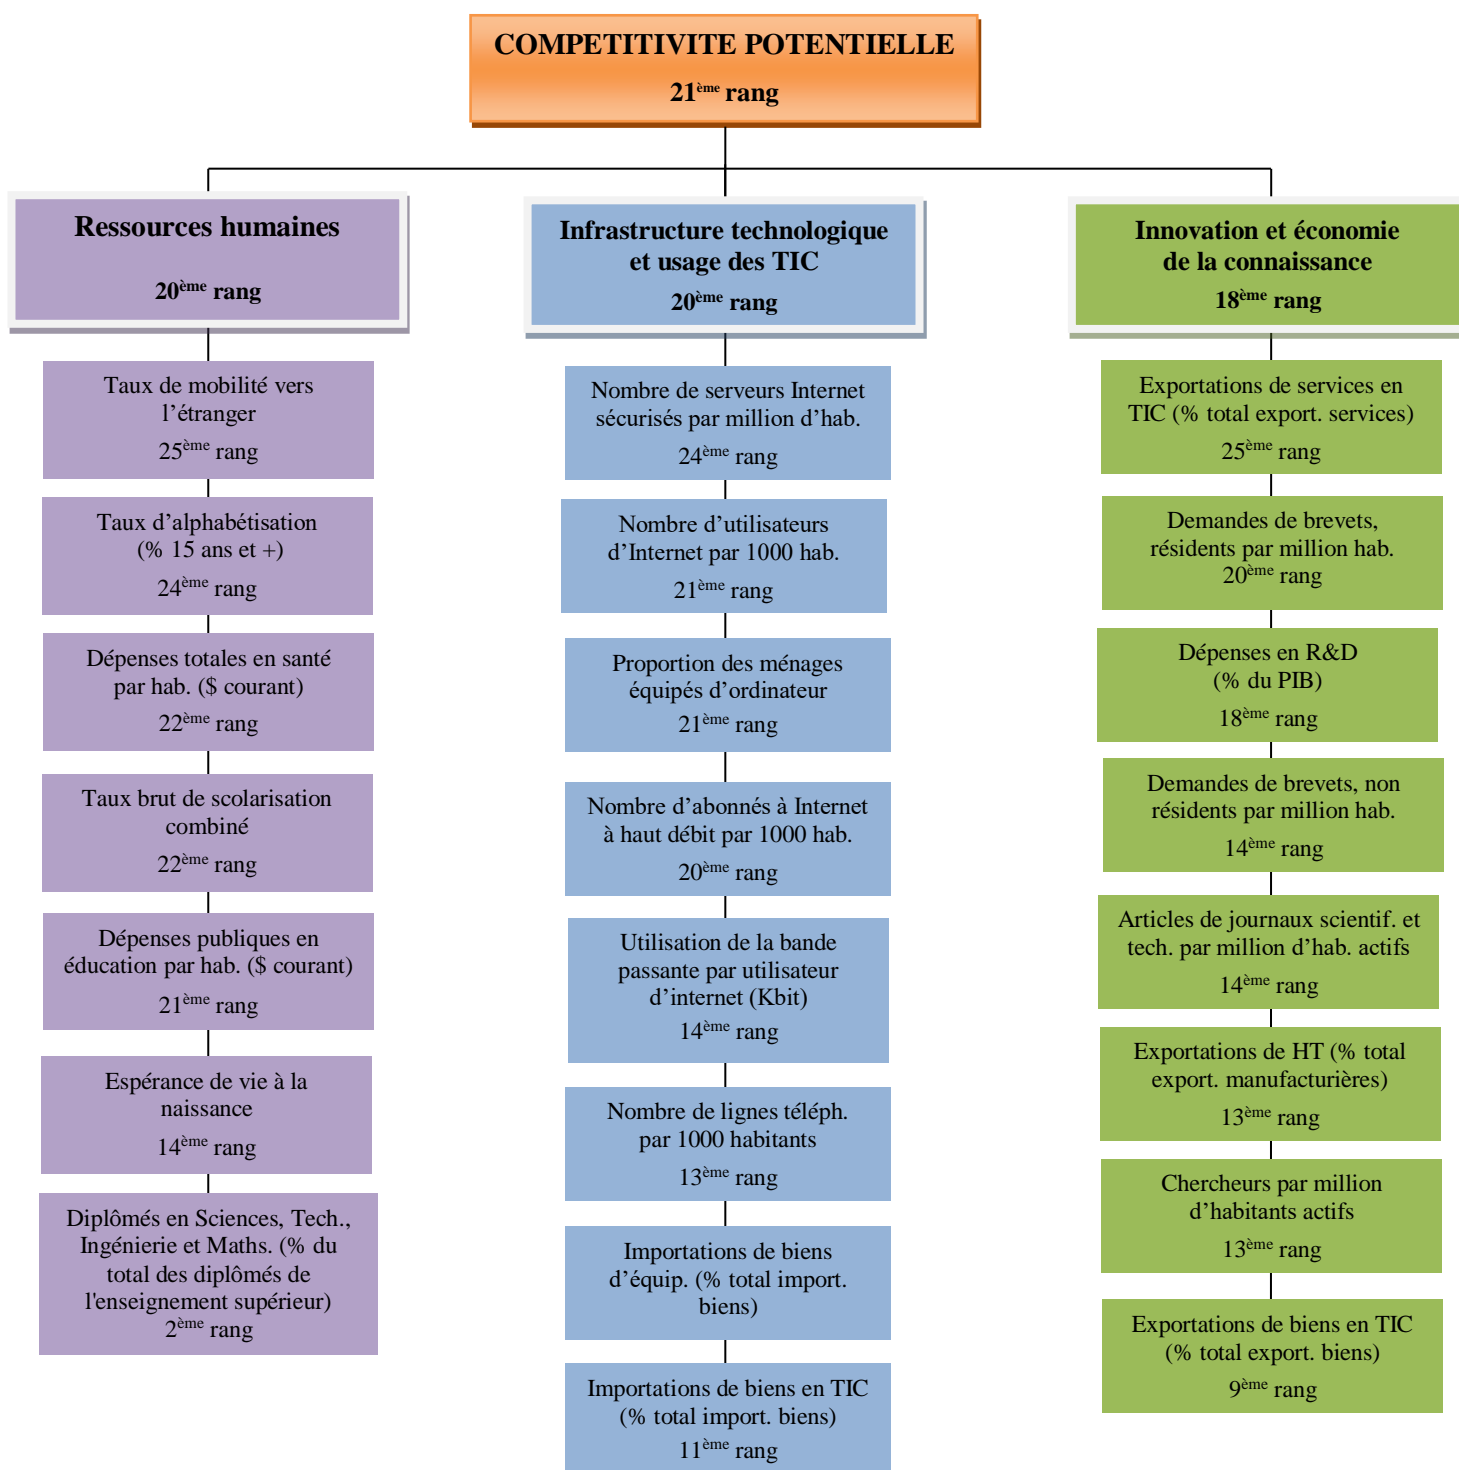 COMPETITIVITE POTENTIELLE
21ème rang
Ressources humaines
20ème rang
Taux de mobilité vers
l’étranger
25ème rang
Taux d’alphabétisation
(% 15 ans et +)
24ème rang
Dépenses totales en santé
par hab. ($ courant)
22ème rang
Taux brut de scolarisation
combiné
22ème rang
Dépenses publiques en
éducation par hab. ($ courant)
21ème rang
Espérance de vie à la
naissance
14ème rang
Diplômés en Sciences, Tech.,
Ingénierie et Maths. (% du
total des diplômés de
l'enseignement supérieur)
2ème rang
Infrastructure technologique
et usage des TIC
20ème rang
Nombre de serveurs Internet
sécurisés par million d’hab.
24ème rang
Nombre d’utilisateurs
d’Internet par 1000 hab.
21ème rang
Proportion des ménages
équipés d’ordinateur
21ème rang
Nombre d’abonnés à Internet
à haut débit par 1000 hab.
20ème rang
Utilisation de la bande
passante par utilisateur
d’internet (Kbit)
14ème rang
Nombre de lignes téléph.
par 1000 habitants
13ème rang
Importations de biens
d’équip. (% total import.
biens)
Importations de biens en TIC
(% total import. biens)
11ème rang
Innovation et économie
de la connaissance
18ème rang
Exportations de services en
TIC (% total export. services)
25ème rang
Demandes de brevets,
résidents par million hab.
20ème rang
Dépenses en R&D
(% du PIB)
18ème rang
Demandes de brevets, non
résidents par million hab.
14ème rang
Articles de journaux scientif. et
tech. par million d’hab. actifs
14ème rang
Exportations de HT (% total
export. manufacturières)
13ème rang
Chercheurs par million
d’habitants actifs
13ème rang
Exportations de biens en TIC
(% total export. biens)
9ème rang